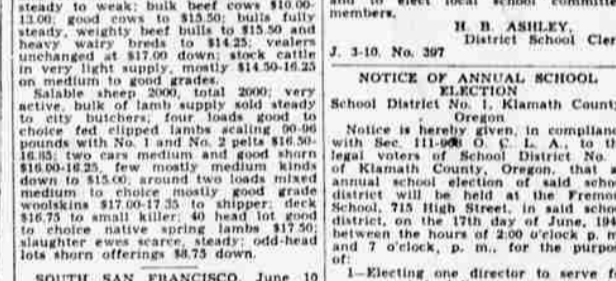 steady to weak; bulk beef cows $10.00-
13.00; good cows to $15.50; bulls fully
steady, weighty beef bulls to $15.50 and
heavy wairy breds to $14.25; vealers
unchanged at $17.00 down; stock cattle
in very light supply, mostly $14.50-16.25
on medium to good grades.
Salable sheep 2000, total 2000; very
active, bulk of lamb supply sold steady
to city butchers; four loads good to
choice fed clipped lambs scaling 90-96
pounds with No. 1 and No. 2 pelts $16.50-
16.85; two cars medium and good shorn
$16.00-16.25, few mostly medium kinds
down to $15.00; around two loads mixed
medium to choice mostly good grade
woolskins $17.00-17.35 to shipper; deck
$16.75 to small killer; 40 head lot good
to choice native spring lambs $17.50;
slaughter ewes scarce, steady; odd-head
lots shorn offerings $8.75 down.
SOUTH SAN FRANCISCO, June 10
and to elect local school
members.
H. B. ASHLEY,
District School Cler
J. 3-10. No. 397
NOTICE OF ANNUAL SCHOOL
ELECTION
School District No. 1, Klamath Coun
Oregon
Notice is hereby given, in complian
with Sec. O. C. L. A., to th
legal voters of School District No.
of Klamath County, Oregon, that a
annual school election of said scho
district will be held at the Fremo
School, 715 High Street, in said scho
district, on the 17th day of June, 19
between the hours of 2:00 o'clock p. m
and 7 o'clock, p. m., for the purpo
of:
1—Electing one director to serve f